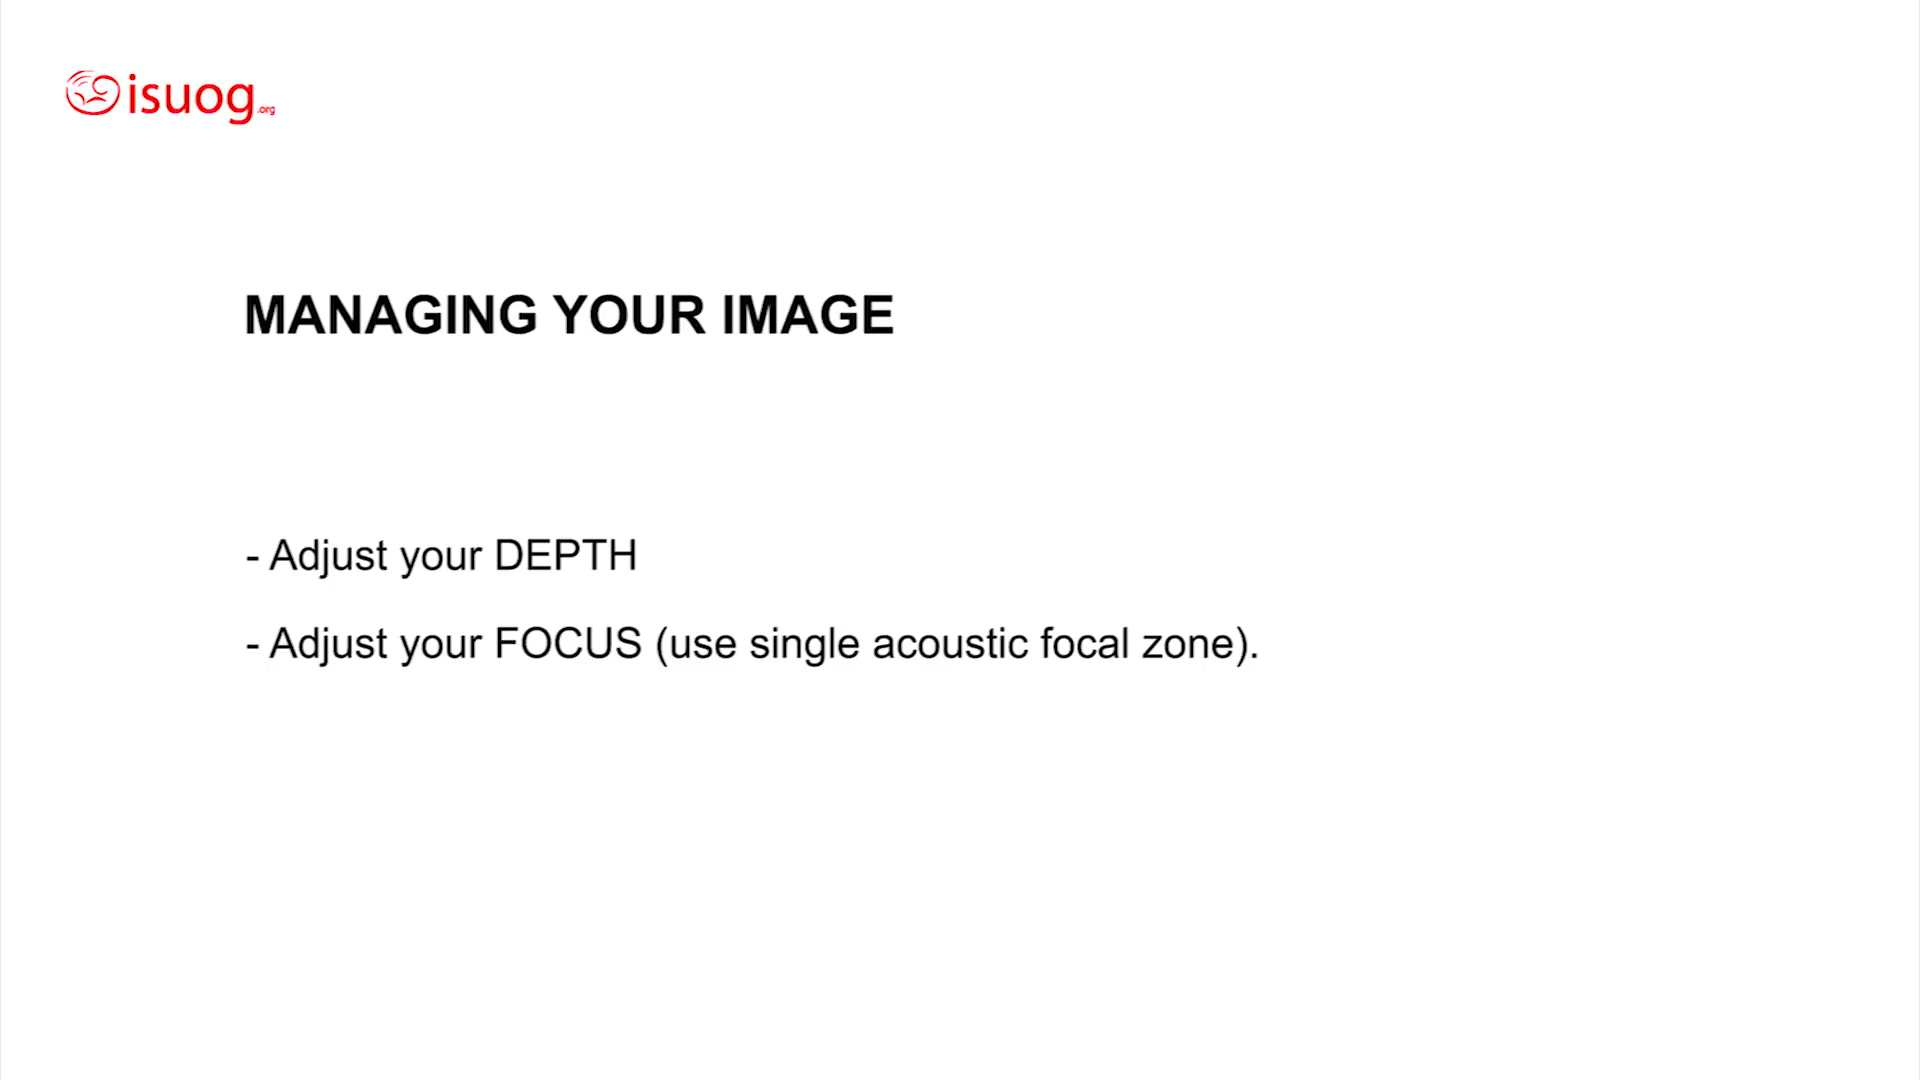 isuog.org
MANAGING YOUR IMAGE
- Adjust your DEPTH
- Adjust your FOCUS (use single acoustic focal zone).